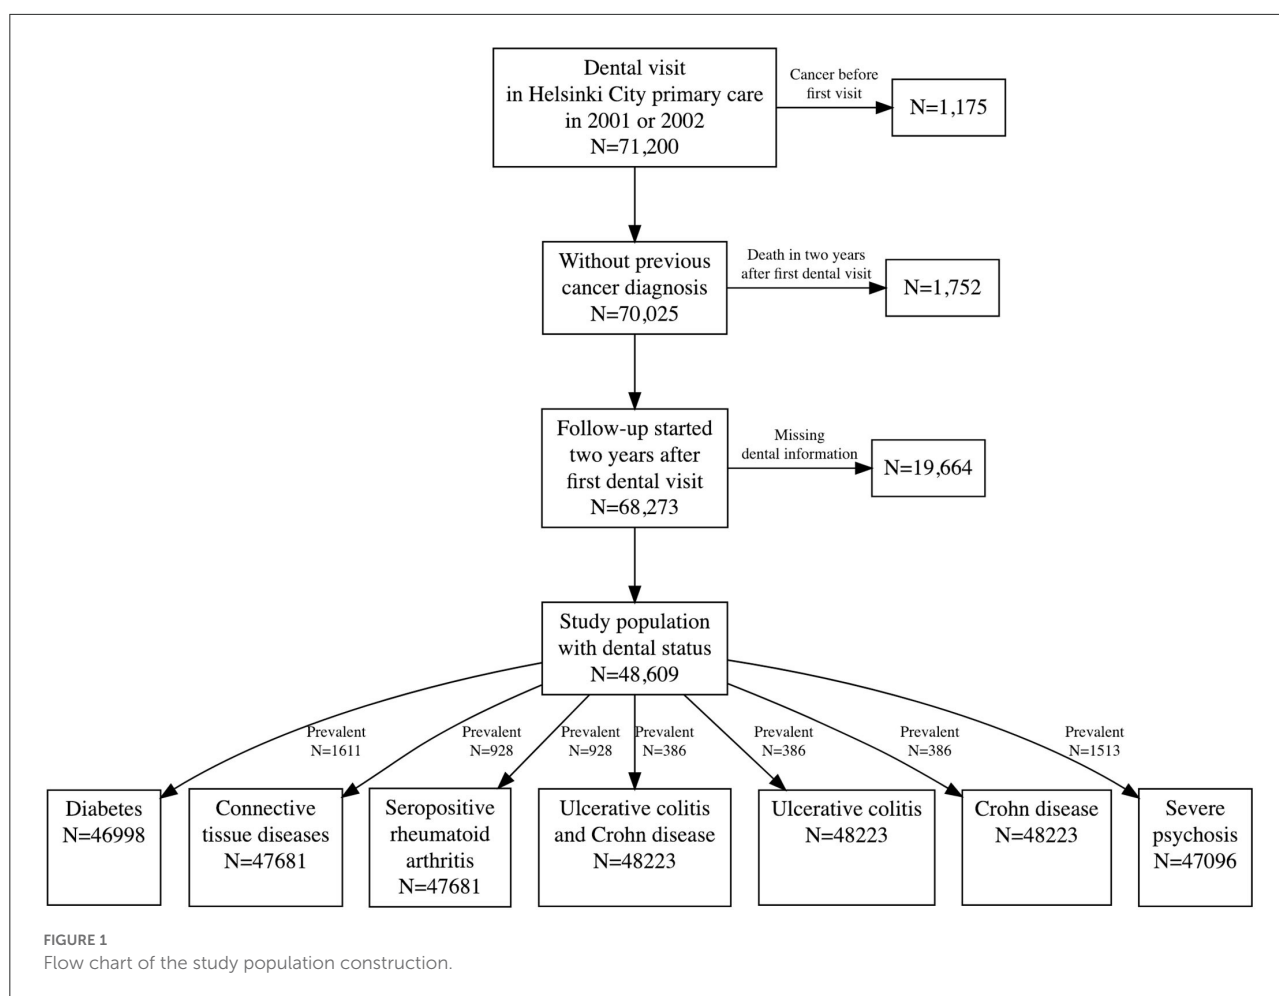 Dental visit
in Helsinki City primary care
in 2001 or 2002
N=71,200
Cancer before
first visit
N=1,175
Without previous
cancer diagnosis
N=70,025
Death in two years
after first dental visit
N=1,752
Follow-up started
two years after
first dental visit
N=68,273
Missing
dental information
N=19,664
Study population
with dental status
N=48,609
Prevalent
N=1611
Prevalent
N=928
Prevalent
N=928
Prevalent
N=386
Prevalent
N=386
Prevalent
N=386
Prevalent
N=1513
Diabetes
N=46998
Connective
tissue diseases
N=47681
Seropositive
rheumatoid
arthritis
N=47681
Ulcerative colitis
and Crohn disease
N=48223
Ulcerative colitis
N=48223
Crohn disease
N=48223
Severe
psychosis
N=47096
FIGURE 1
Flow chart of the study population construction.